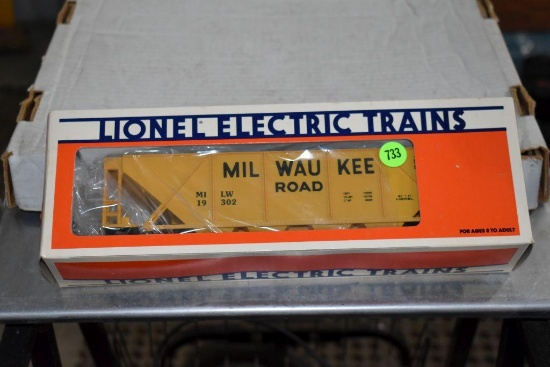 LIONEL ELECTRIC TRAINS
733
MIL WAU KEE
ROAD
MI LW
19 302
FOR AGES 8 TO ADULT
LIONEL ELECTRIC TRAINS